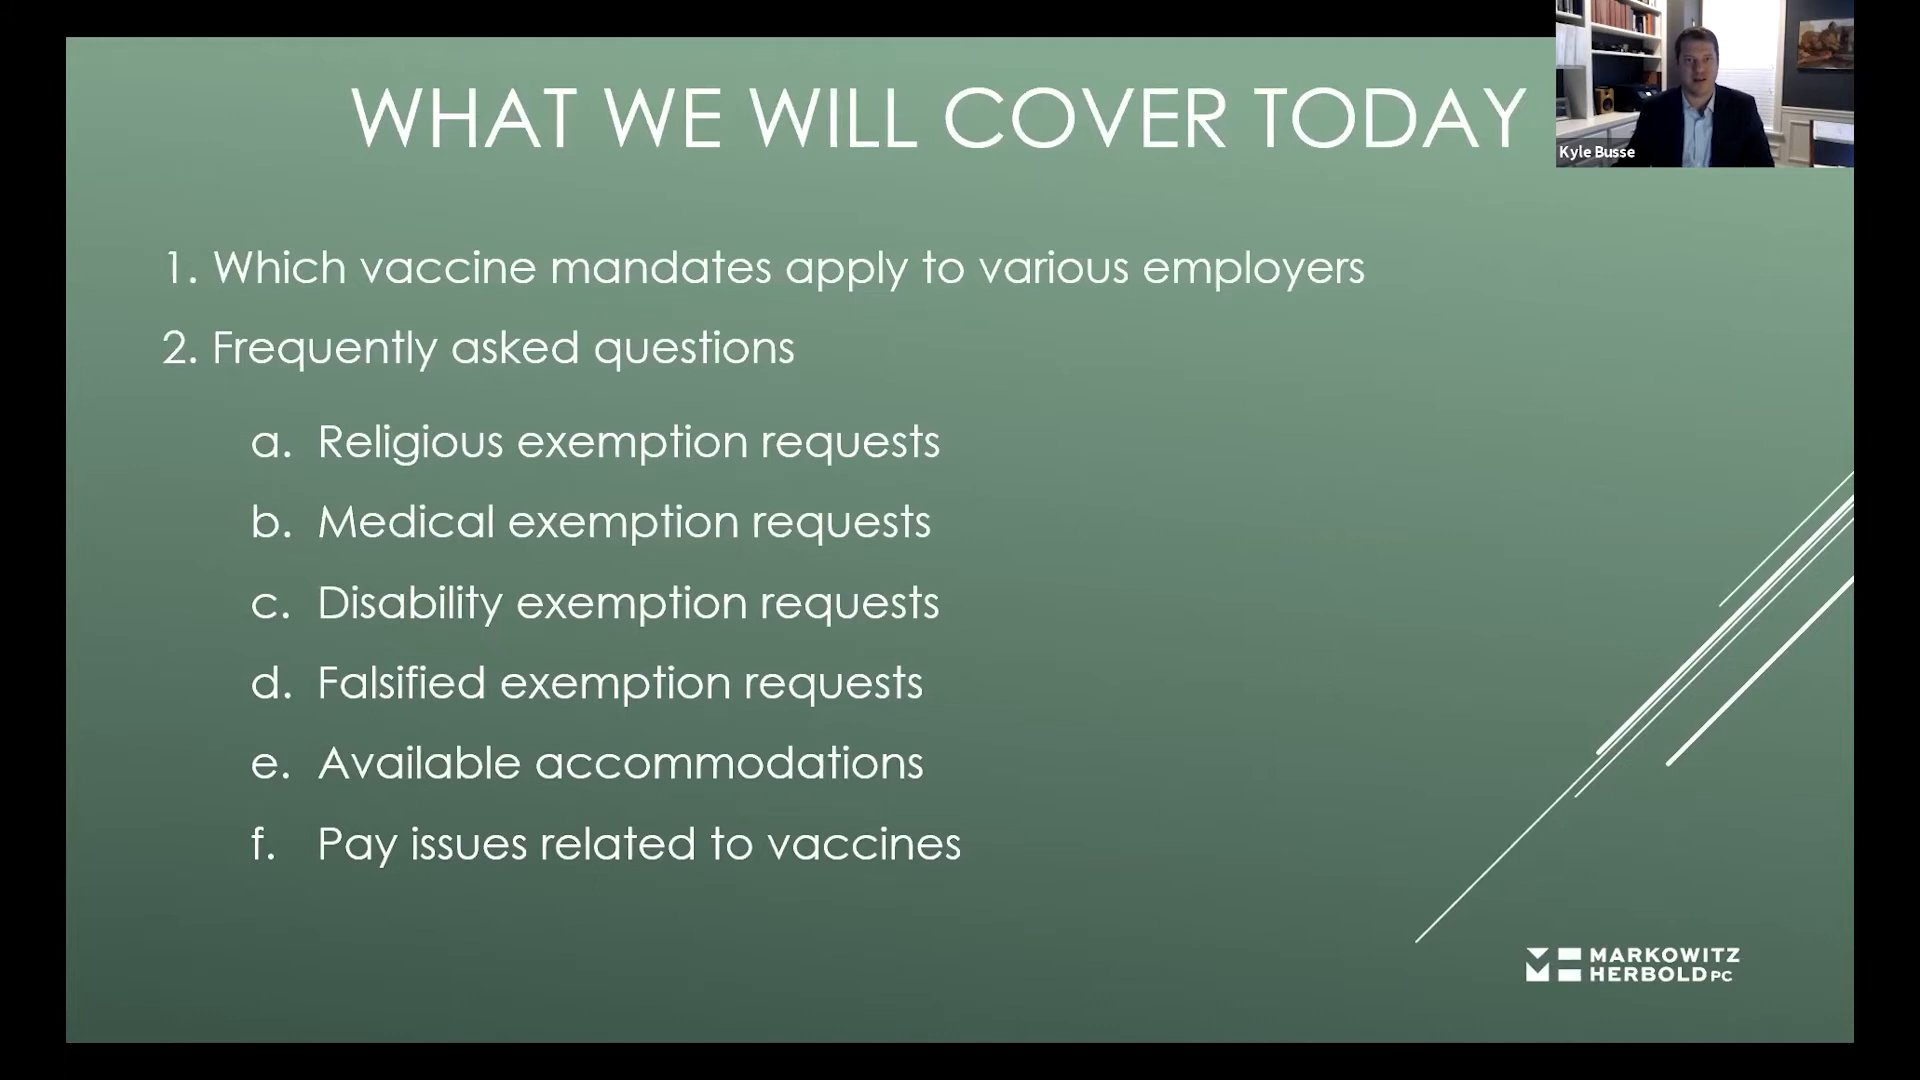 WHAT WE WILL COVER TODAY
Kyle Busse
1. Which vaccine mandates apply to various employers
2. Frequently asked questions
a. Religious exemption requests
b. Medical exemption requests
c. Disability exemption requests
d. Falsified exemption requests
e. Available accommodations
f. Pay issues related to vaccines
MARKOWITZ
HERBOLD PC